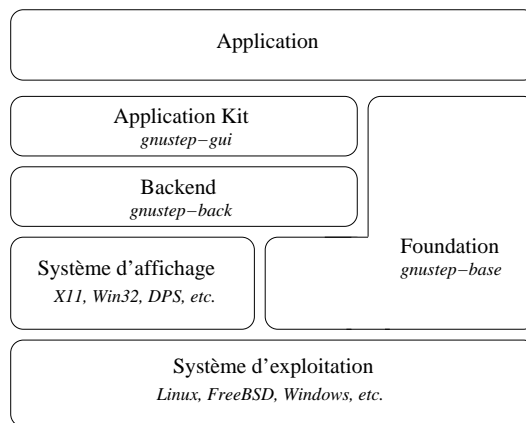 Application
Application Kit
gnustep−gui
Backend
gnustep−back
Système d'affichage
X11, Win32, DPS, etc.
Foundation
gnustep−base
Système d'exploitation
Linux, FreeBSD, Windows, etc.